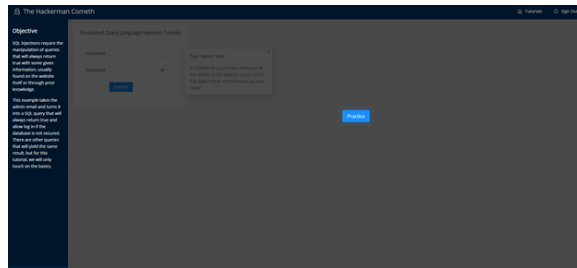 The Hackerman Cometh
Tutorials
Sign Out
Objective
SQL injections require the
manipulation of queries
that will always return
true with some given
information, usually
found on the website
itself or through prior
knowledge.
This example takes the
admin email and turns it
into a SQL query that will
always return true and
allow log in if the
database is not secured.
There are other queries
that will yield the same
result, but for this
tutorial, we will only
touch on the basics.
Structured Query Language Injection Tutorial
Username
Password
Submit
Practice